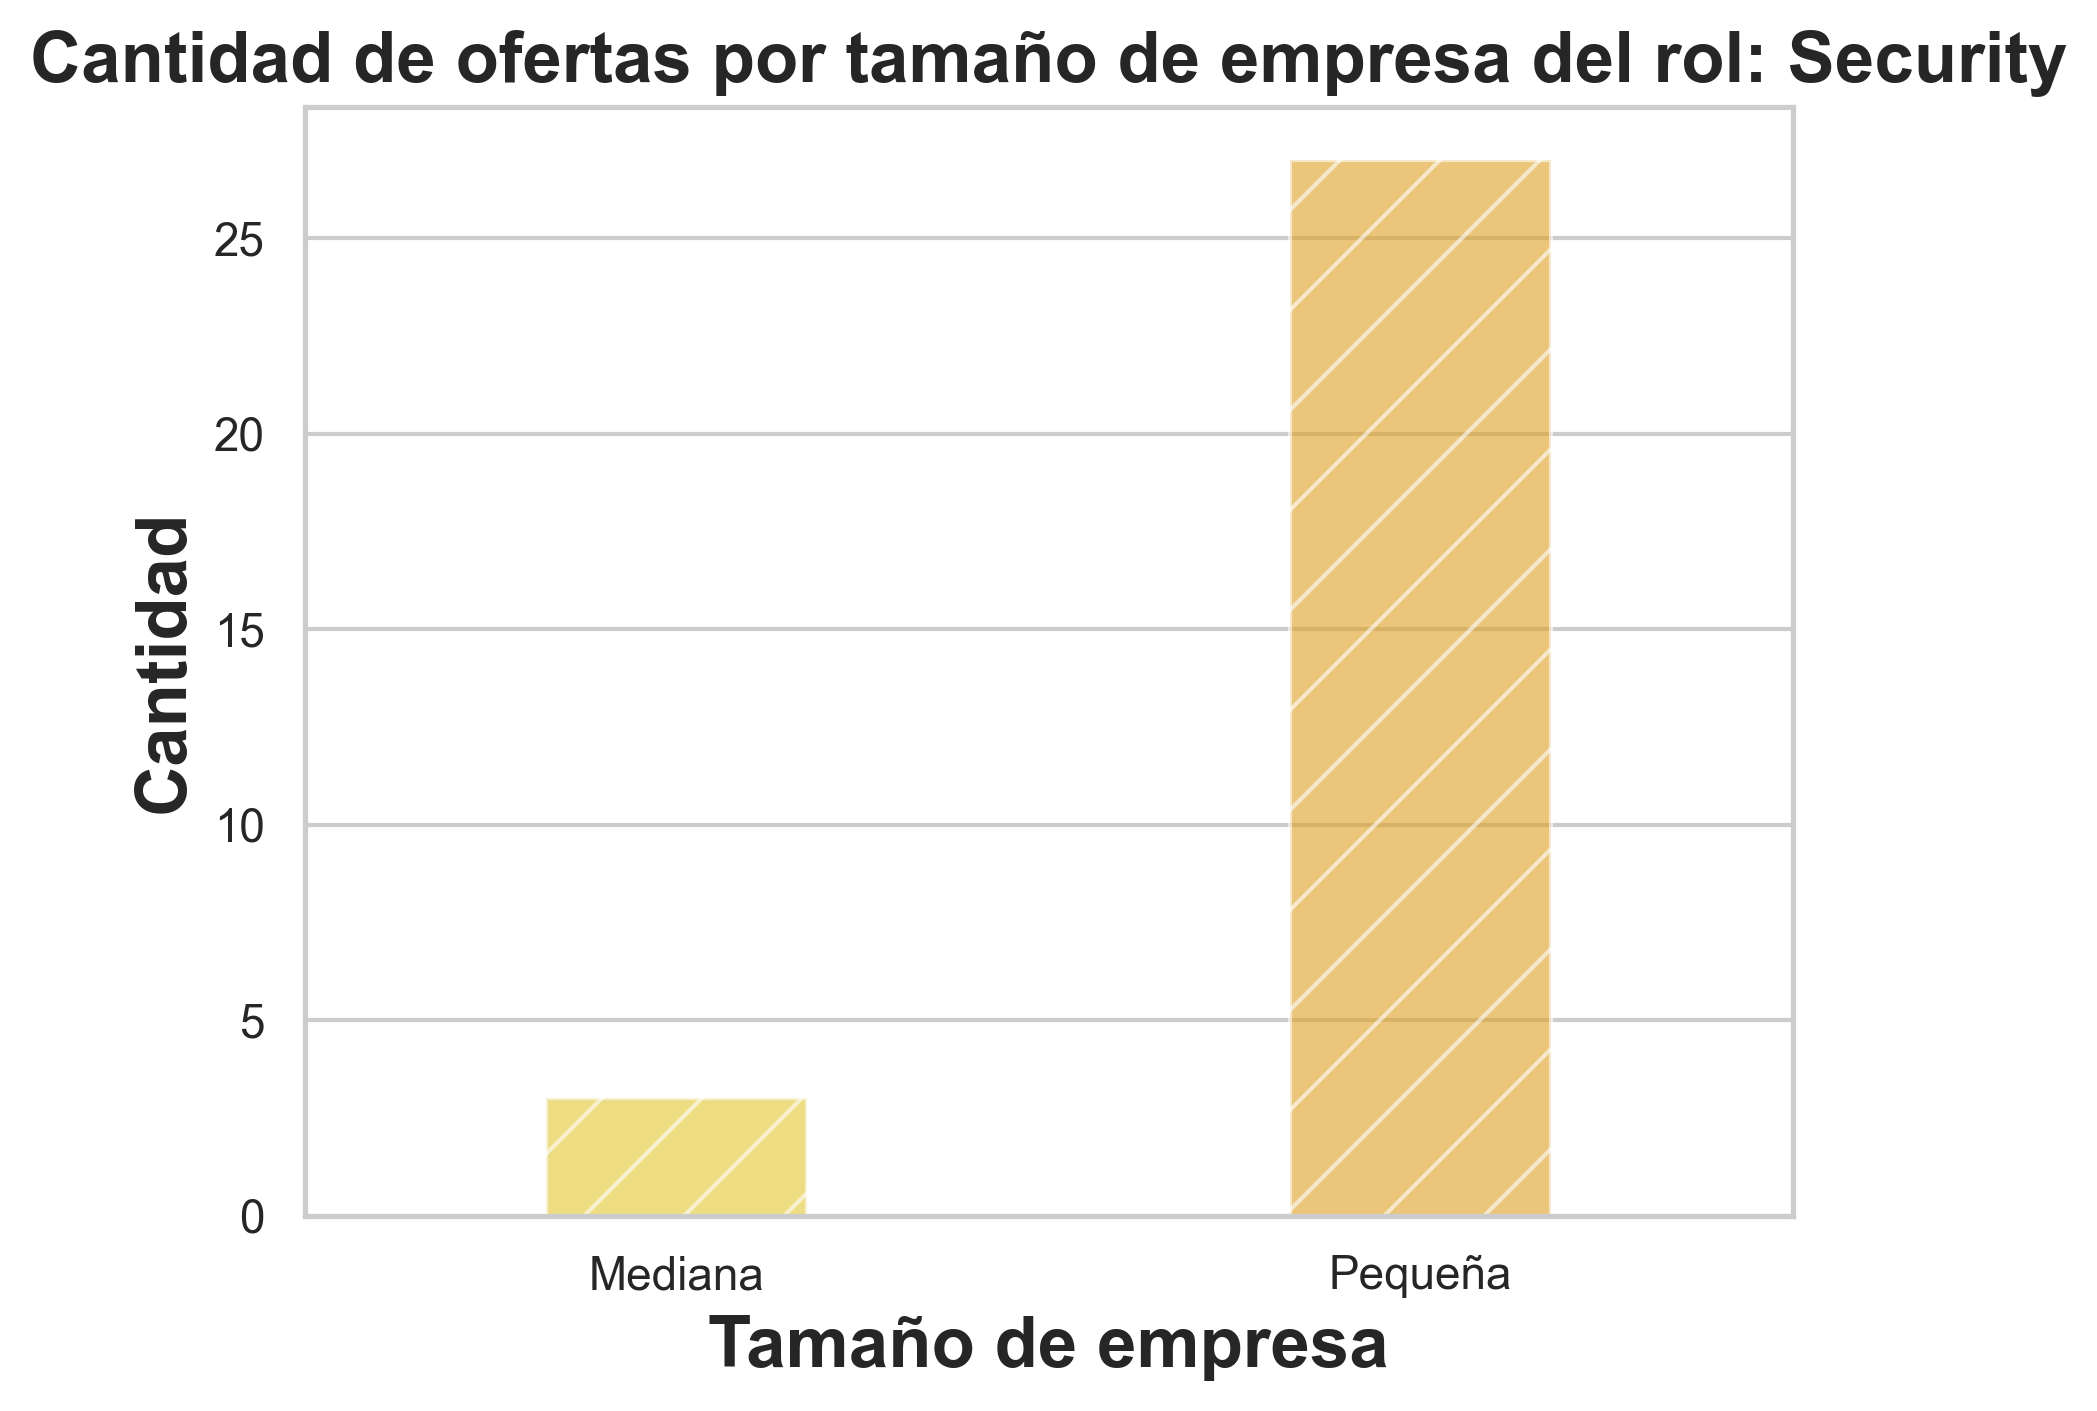 Cantidad de ofertas por tamaño de empresa del rol: Security
Cantidad
25
20
15
10
5
0
Mediana
Pequeña
Tamaño de empresa